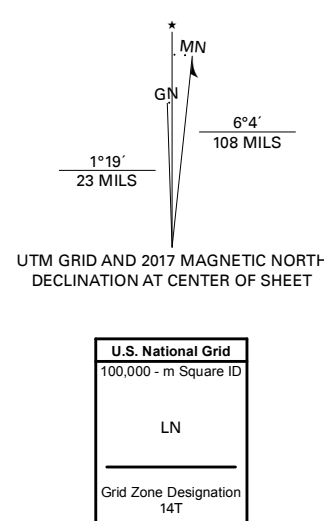 MN
GN
6°4´
108 MILS
1°19´
23 MILS
UTM GRID AND 2017 MAGNETIC NORTH
DECLINATION AT CENTER OF SHEET
U.S. National Grid
100,000 - m Square ID
LN
Grid Zone Designation
14T